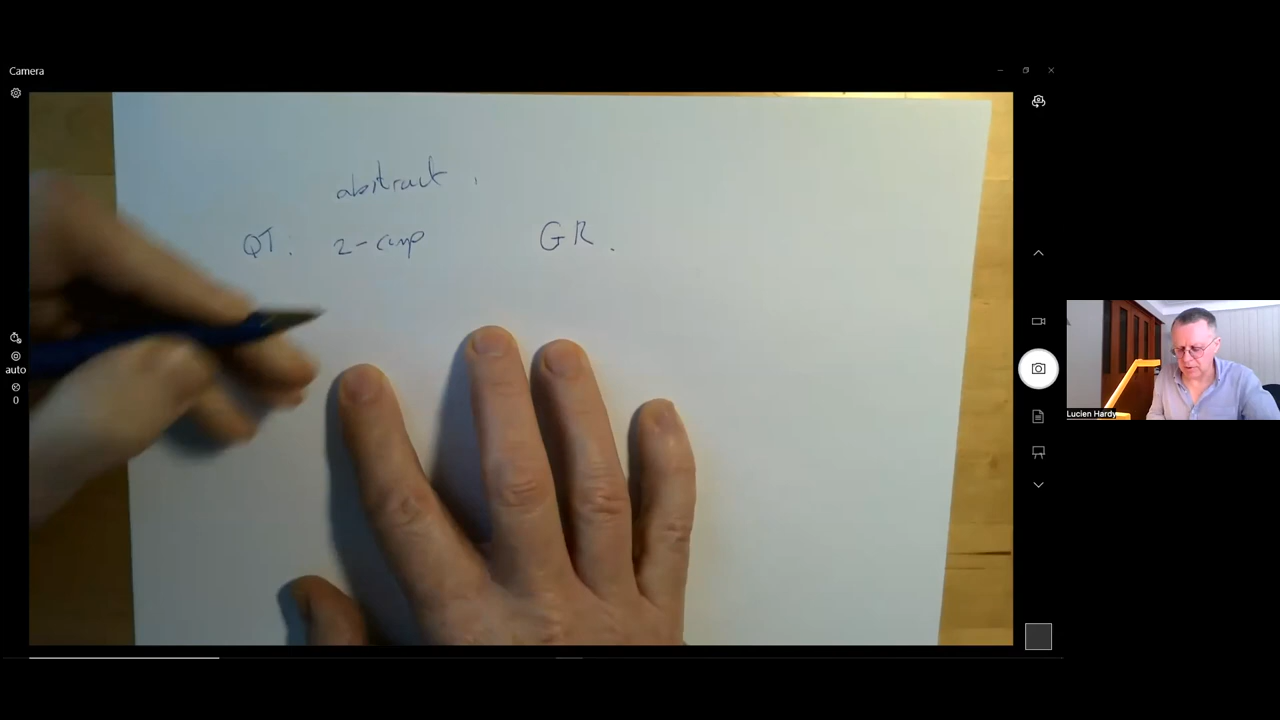 Camera
abstract.
QT: 2-comp GR.
auto
0
Lucien Hardy